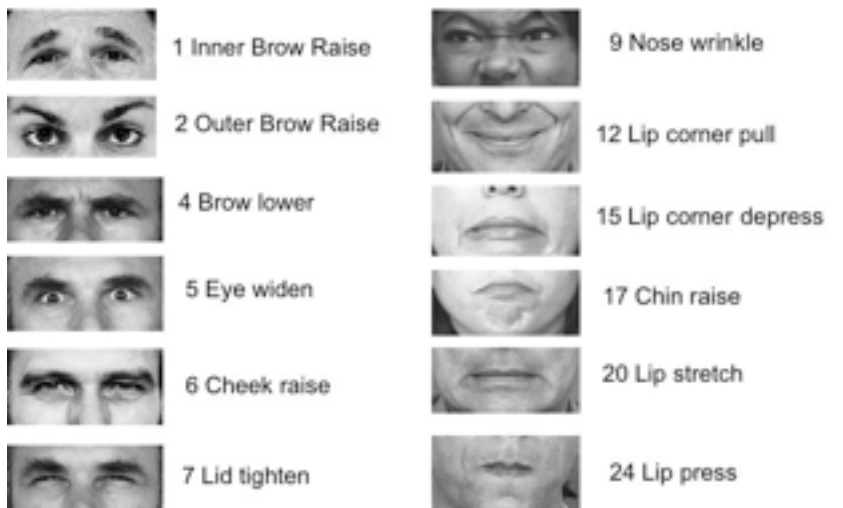 1 Inner Brow Raise
2 Outer Brow Raise
4 Brow lower
5 Eye widen
6 Cheek raise
7 Lid tighten
9 Nose wrinkle
12 Lip corner pull
15 Lip corner depress
17 Chin raise
20 Lip stretch
24 Lip press